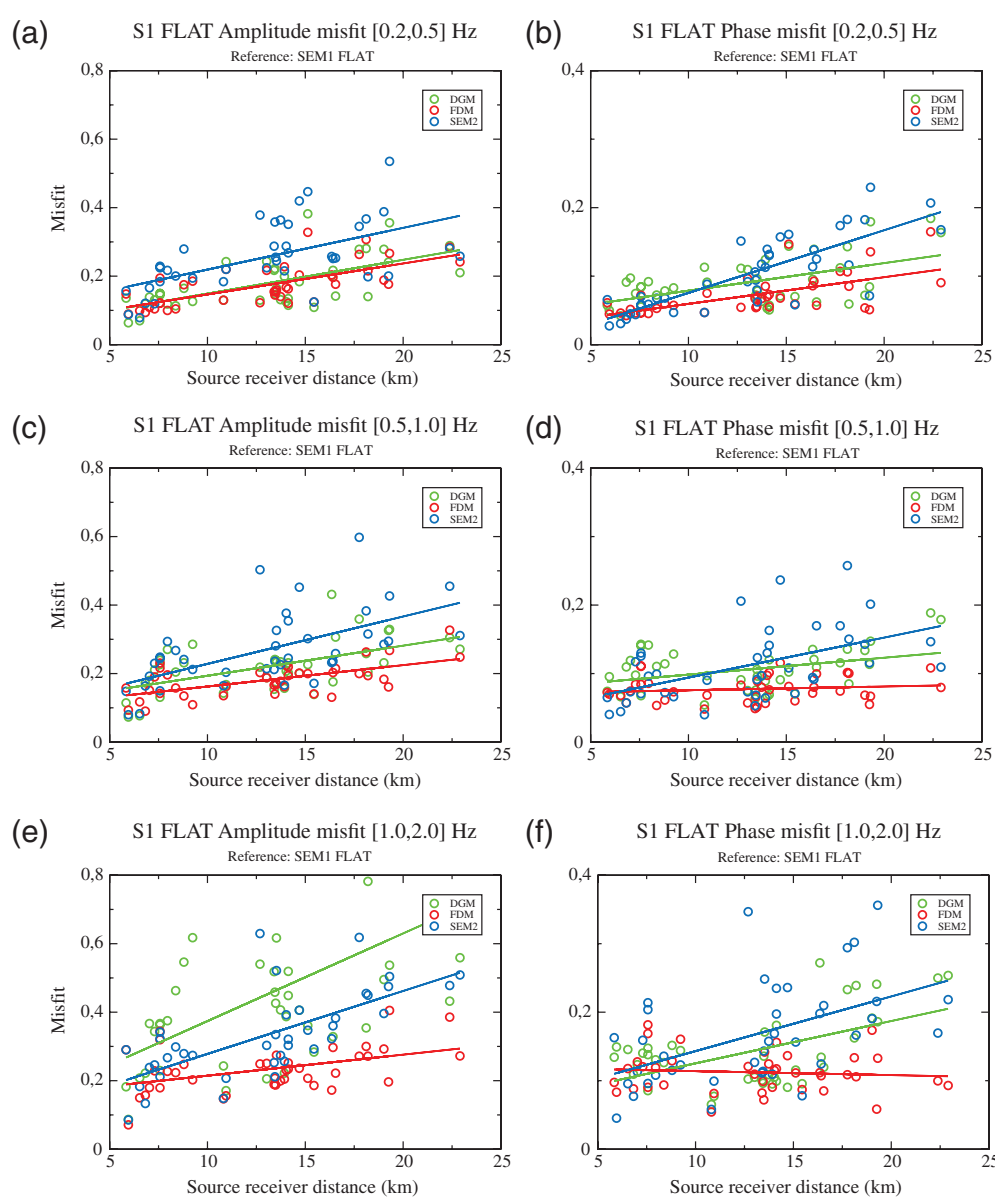 (a)
S1 FLAT Amplitude misfit [0.2,0.5] Hz
Reference: SEM1 FLAT
0,8
0,6
0,4
0,2
0
Misfit
DGM
FDM
SEM2
5
10
15
20
25
Source receiver distance (km)
(b)
S1 FLAT Phase misfit [0.2,0.5] Hz
Reference: SEM1 FLAT
0,4
0,2
0
DGM
FDM
SEM2
5
10
15
20
25
Source receiver distance (km)
(c)
S1 FLAT Amplitude misfit [0.5,1.0] Hz
Reference: SEM1 FLAT
0,8
0,6
0,4
0,2
0
Misfit
DGM
FDM
SEM2
5
10
15
20
25
Source receiver distance (km)
(d)
S1 FLAT Phase misfit [0.5,1.0] Hz
Reference: SEM1 FLAT
0,4
0,2
0
DGM
FDM
SEM2
5
10
15
20
25
Source receiver distance (km)
(e)
S1 FLAT Amplitude misfit [1.0,2.0] Hz
Reference: SEM1 FLAT
0,8
0,6
0,4
0,2
0
Misfit
DGM
FDM
SEM2
5
10
15
20
25
Source receiver distance (km)
(f)
S1 FLAT Phase misfit [1.0,2.0] Hz
Reference: SEM1 FLAT
0,4
0,2
0
DGM
FDM
SEM2
5
10
15
20
25
Source receiver distance (km)